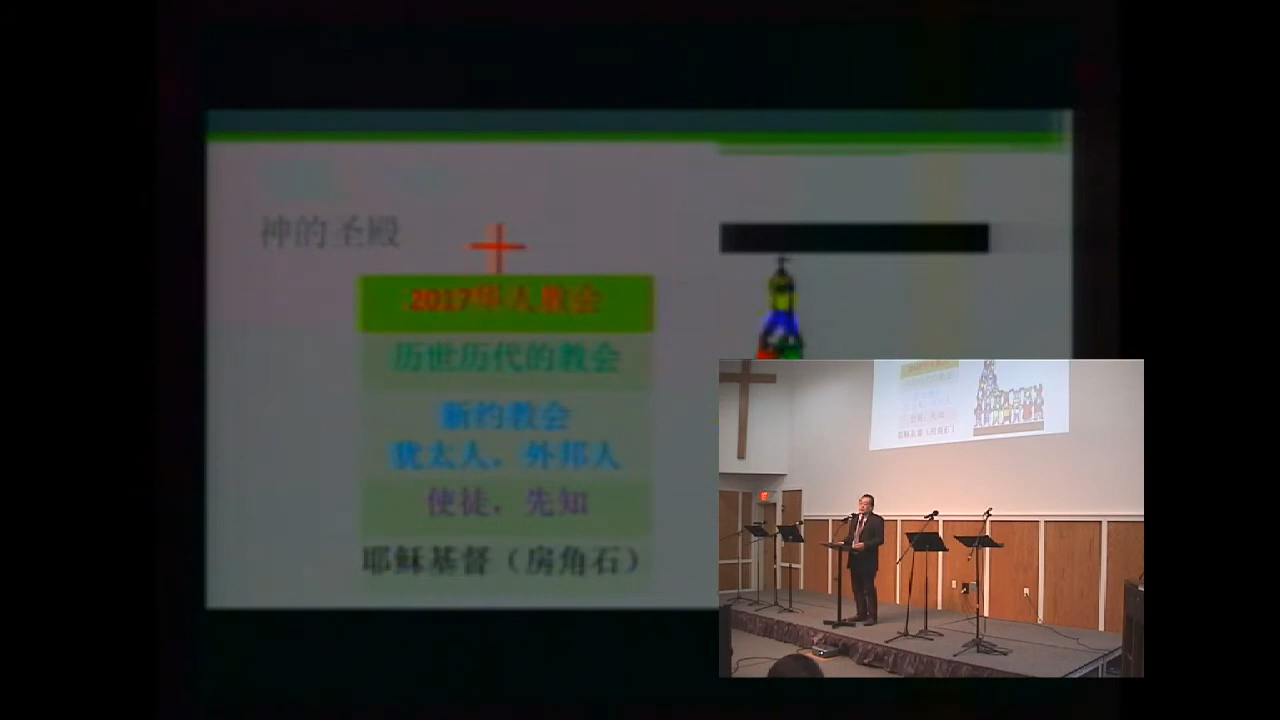 神的圣殿
2017华人教会
历世历代的教会
新约教会
犹太人，外邦人
使徒，先知
耶稣基督（房角石）